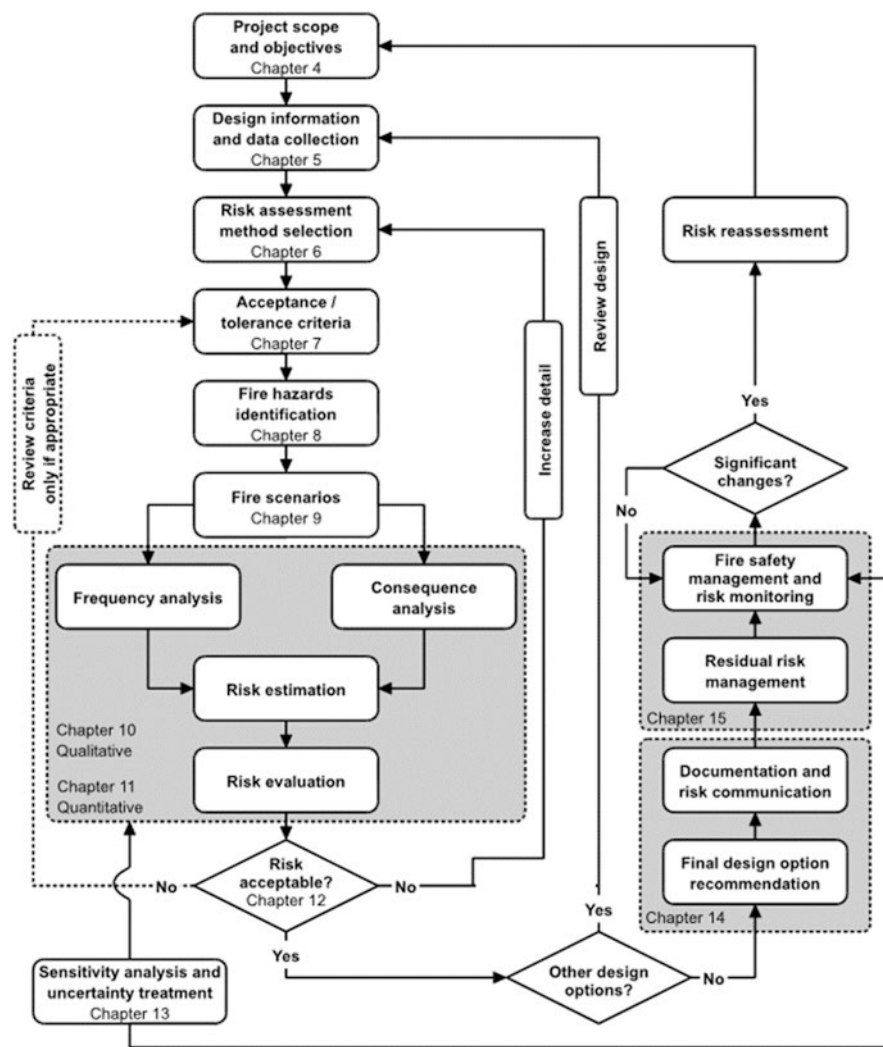 Project scope
and objectives
Chapter 4
Design information
and data collection
Chapter 5
Risk assessment
method selection
Chapter 6
Acceptance /
tolerance criteria
Chapter 7
Fire hazards
identification
Chapter 8
Fire scenarios
Chapter 9
Frequency analysis
Consequence
analysis
Risk estimation
Risk evaluation
Chapter 10
Qualitative
Chapter 11
Quantitative
Risk
acceptable?
Chapter 12
No
No
Yes
Review criteria
only if appropriate
Increase detail
Review design
Sensitivity analysis and
uncertainty treatment
Chapter 13
Other design
options?
Yes
No
Final design option
recommendation
Documentation and
risk communication
Chapter 14
Residual risk
management
Fire safety
management and
risk monitoring
Chapter 15
Significant
changes?
No
Yes
Risk reassessment